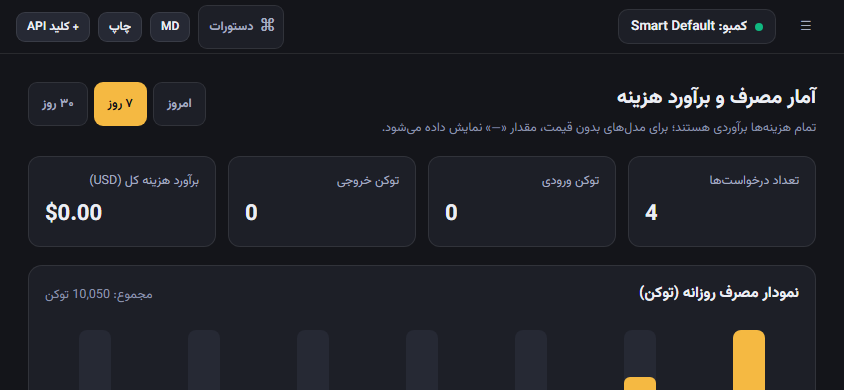 ☰
کمبو: Smart Default
⌘ دستورات
MD
چاپ
+ کلید API
آمار مصرف و برآورد هزینه
امروز
۷ روز
۳۰ روز
تمام هزینه‌ها برآوردی هستند؛ برای مدل‌های بدون قیمت، مقدار «—» نمایش داده می‌شود.
تعداد درخواست‌ها
4
توکن ورودی
0
توکن خروجی
0
برآورد هزینه کل (USD)
$0.00
نمودار مصرف روزانه (توکن)
مجموع: 10,050 توکن